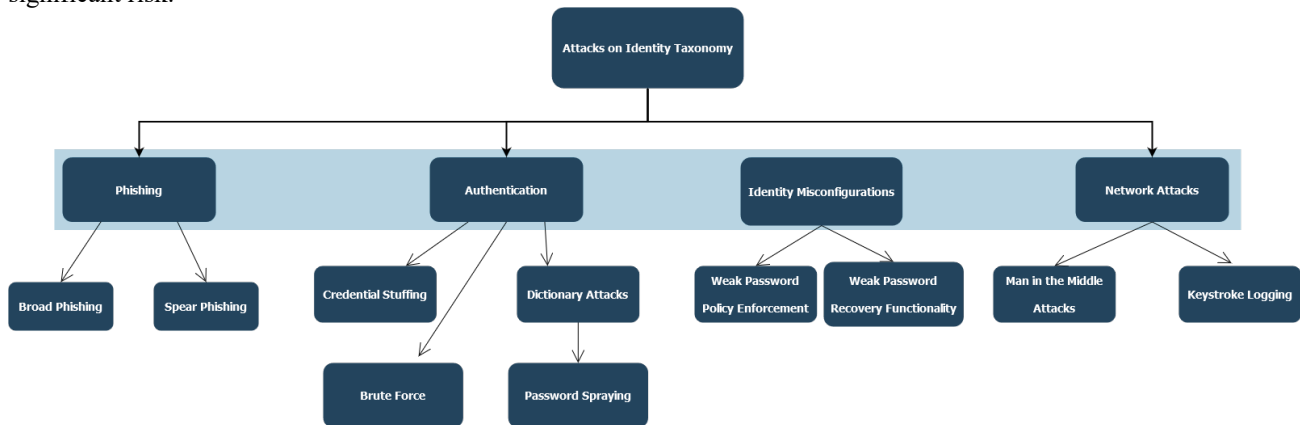 significant risk.
Attacks on Identity Taxonomy
Phishing
Authentication
Identity Misconfigurations
Network Attacks
Broad Phishing
Spear Phishing
Credential Stuffing
Dictionary Attacks
Weak Password
Policy Enforcement
Weak Password
Recovery Functionality
Man in the Middle
Attacks
Keystroke Logging
Brute Force
Password Spraying